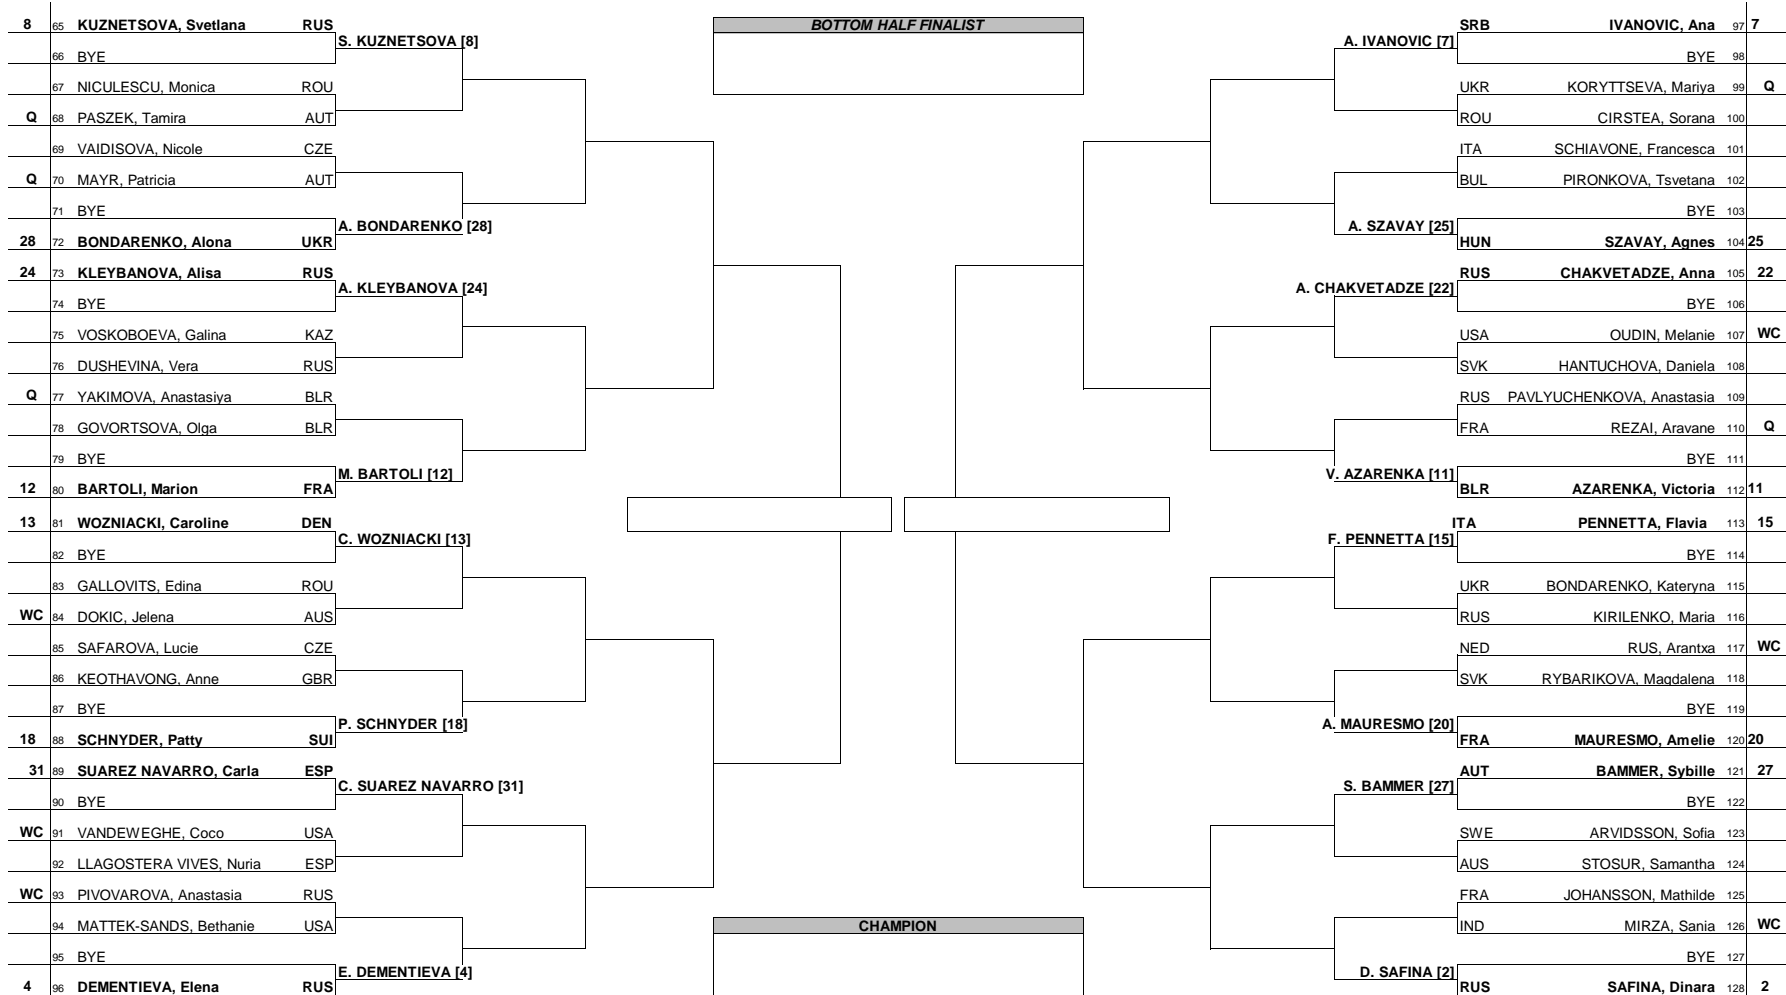 BOTTOM HALF FINALIST
8 65 KUZNETSOVA, Svetlana RUS
S. KUZNETSOVA [8]
66 BYE
67 NICULESCU, Monica ROU
Q 68 PASZEK, Tamira AUT
69 VAIDISOVA, Nicole CZE
Q 70 MAYR, Patricia AUT
71 BYE
A. BONDARENKO [28]
28 72 BONDARENKO, Alona UKR
24 73 KLEYBANOVA, Alisa RUS
A. KLEYBANOVA [24]
74 BYE
75 VOSKOBOEVA, Galina KAZ
76 DUSHEVINA, Vera RUS
Q 77 YAKIMOVA, Anastasiya BLR
78 GOVORTSOVA, Olga BLR
79 BYE
M. BARTOLI [12]
12 80 BARTOLI, Marion FRA
13 81 WOZNIACKI, Caroline DEN
C. WOZNIACKI [13]
82 BYE
83 GALLOVITS, Edina ROU
WC 84 DOKIC, Jelena AUS
85 SAFAROVA, Lucie CZE
86 KEOTHAVONG, Anne GBR
87 BYE
P. SCHNYDER [18]
18 88 SCHNYDER, Patty SUI
31 89 SUAREZ NAVARRO, Carla ESP
C. SUAREZ NAVARRO [31]
90 BYE
WC 91 VANDEWEGHE, Coco USA
92 LLAGOSTERA VIVES, Nuria ESP
WC 93 PIVOVAROVA, Anastasia RUS
94 MATTEK-SANDS, Bethanie USA
95 BYE
E. DEMENTIEVA [4]
4 96 DEMENTIEVA, Elena RUS
CHAMPION
SRB IVANOVIC, Ana 97 7
A. IVANOVIC [7]
BYE 98
UKR KORYTTSEVA, Mariya 99 Q
ROU CIRSTEA, Sorana 100
ITA SCHIAVONE, Francesca 101
BUL PIRONKOVA, Tsvetana 102
BYE 103
A. SZAVAY [25]
HUN SZAVAY, Agnes 104 25
RUS CHAKVETADZE, Anna 105 22
A. CHAKVETADZE [22]
BYE 106
USA OUDIN, Melanie 107 WC
SVK HANTUCHOVA, Daniela 108
RUS PAVLYUCHENKOVA, Anastasia 109
FRA REZAI, Aravane 110 Q
BYE 111
V. AZARENKA [11]
BLR AZARENKA, Victoria 112 11
ITA PENNETTA, Flavia 113 15
F. PENNETTA [15]
BYE 114
UKR BONDARENKO, Kateryna 115
RUS KIRILENKO, Maria 116
NED RUS, Arantxa 117 WC
SVK RYBARIKOVA, Magdalena 118
BYE 119
A. MAURESMO [20]
FRA MAURESMO, Amelie 120 20
AUT BAMMER, Sybille 121 27
S. BAMMER [27]
BYE 122
SWE ARVIDSSON, Sofia 123
AUS STOSUR, Samantha 124
FRA JOHANSSON, Mathilde 125
IND MIRZA, Sania 126 WC
BYE 127
D. SAFINA [2]
RUS SAFINA, Dinara 128 2